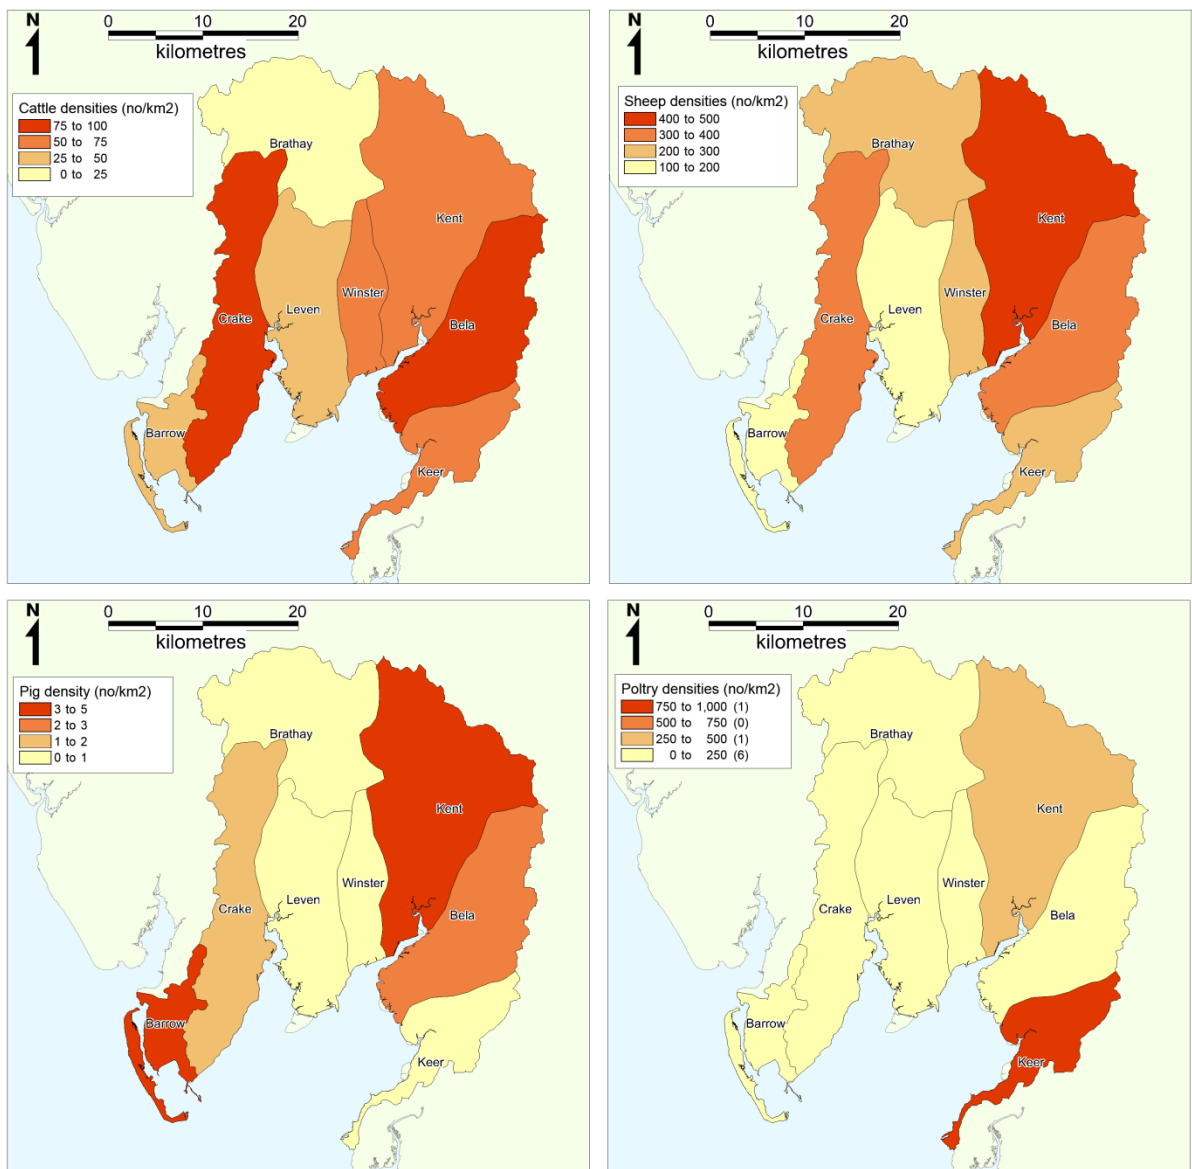 N
0 20
kilometres
Cattle densities (no/km2)
75 to 100
50 to 75
25 to 50
0 to 25
Brathay
Kent
Winster
Leven
Crake
Bela
Barrow
Keer
N
0 10 20
kilometres
Sheep densities (no/km2)
400 to 500
300 to 400
200 to 300
100 to 200
Brathay
Kent
Winster
Leven
Crake
Bela
Barrow
Keer
N
0 10 20
kilometres
Pig density (no/km2)
3 to 5
2 to 3
1 to 2
0 to 1
Brathay
Kent
Winster
Leven
Crake
Bela
Barrow
Keer
N
0 10 20
kilometres
Poltry densities (no/km2)
750 to 1,000 (1)
500 to 750 (0)
250 to 500 (1)
0 to 250 (6)
Brathay
Kent
Winster
Leven
Crake
Bela
Barrow
Keer